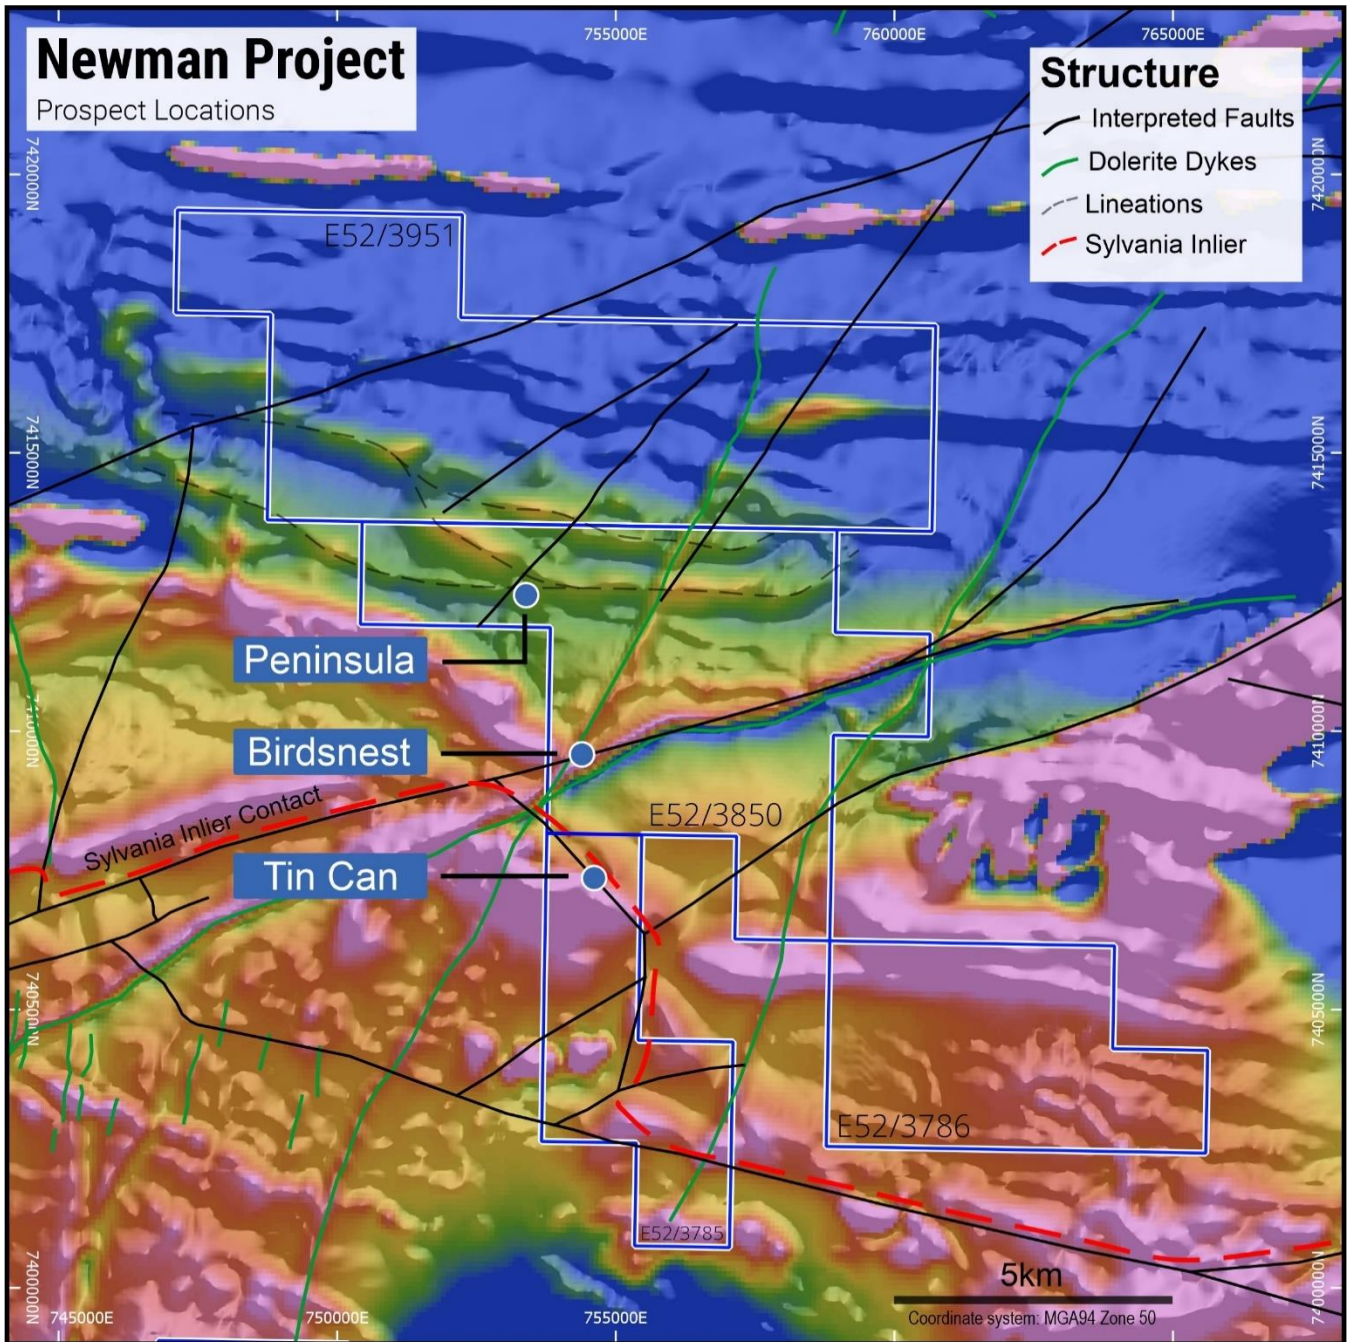 Newman Project
Prospect Locations
755000E
760000E
765000E
Structure
Interpreted Faults
Dolerite Dykes
Lineations
Sylvania Inlier
7420000N
7420000N
E52/3951
7415000N
7415000N
Peninsula
7410000N
7410000N
Birdsnest
Sylvania Inlier Contact
E52/3850
Tin Can
7405000N
7405000N
E52/3786
E52/3785
7400000N
7400000N
5km
745000E
750000E
755000E
Coordinate system: MGA94 Zone 50